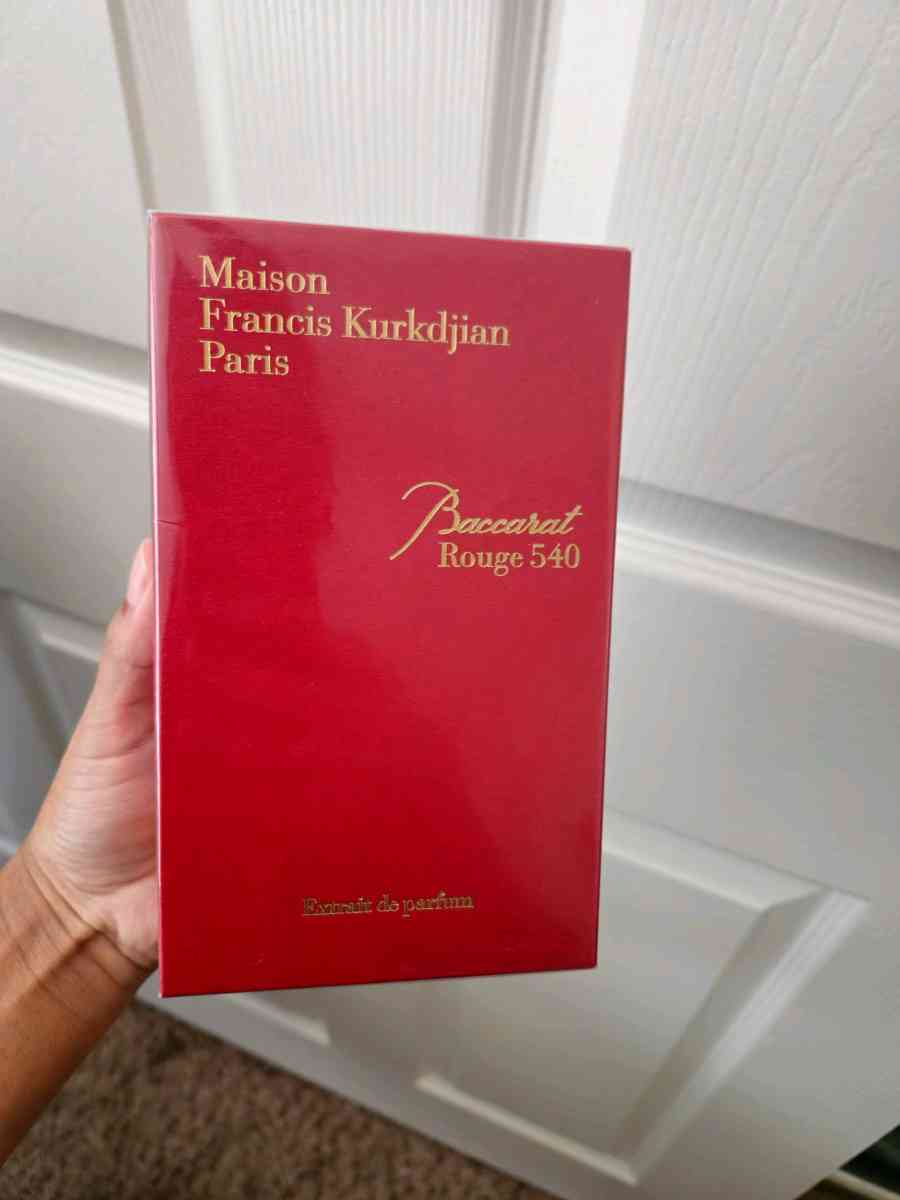 Maison
Francis Kurkdjian
Paris
Baccarat
Rouge 540
Extrait de parfum